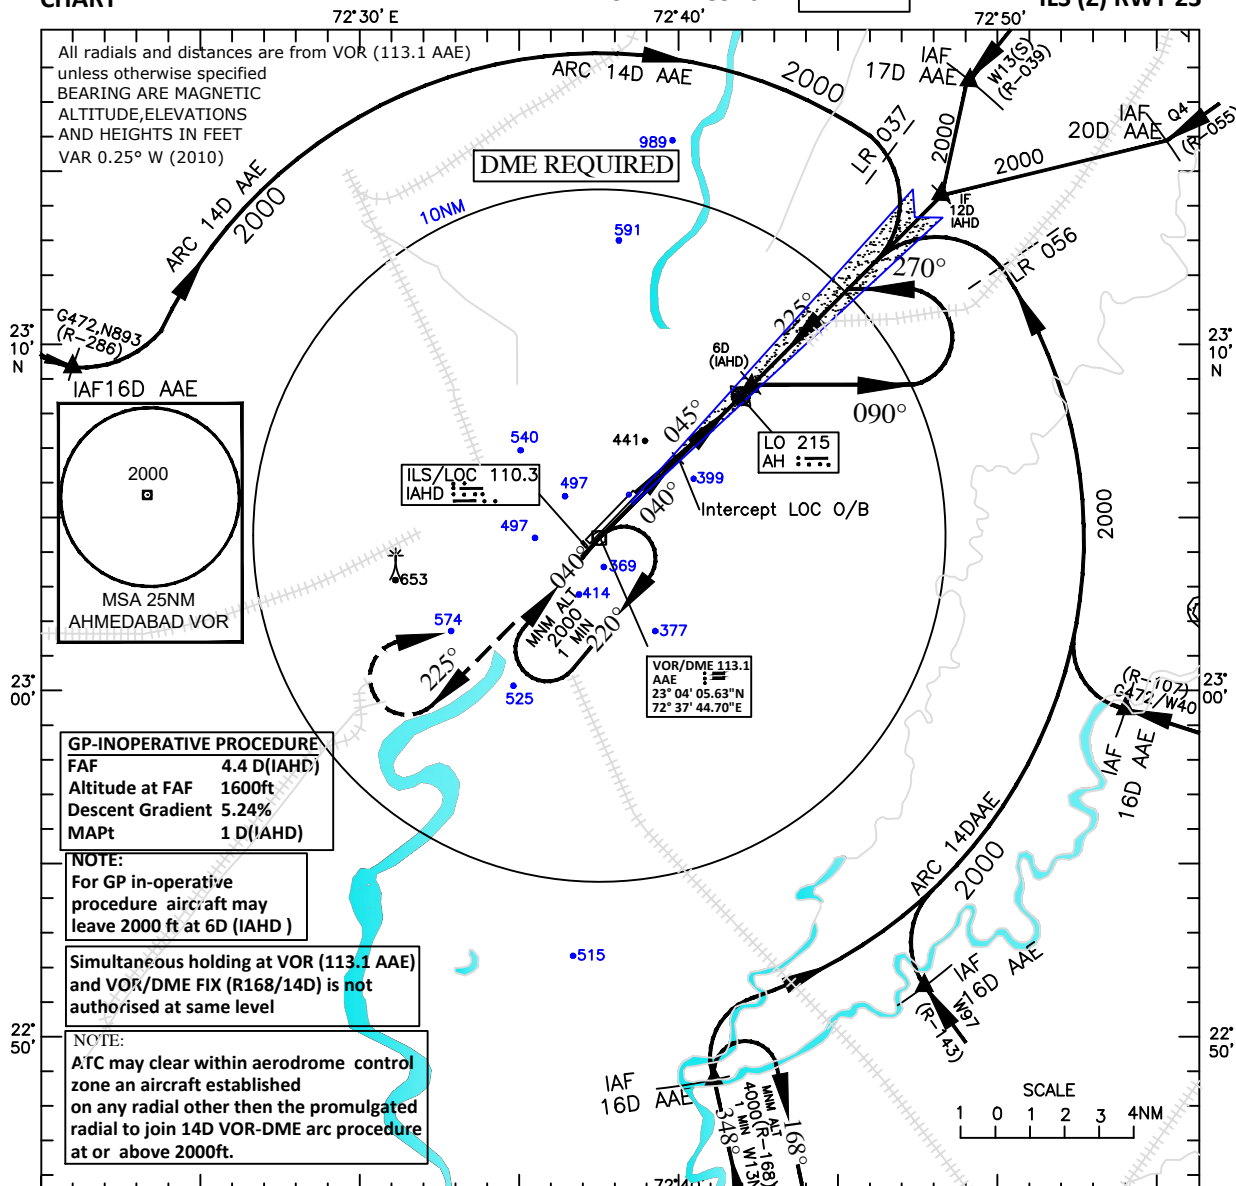 CHART
72°30' E
72°40'
72°50'
ILS (Z) RWY 23
All radials and distances are from VOR (113.1 AAE)
unless otherwise specified
BEARING ARE MAGNETIC
ALTITUDE,ELEVATIONS
AND HEIGHTS IN FEET
VAR 0.25° W (2010)
ARC 14D AAE
2000
17D
IAF
AAE
W13(S)
(R-039)
20D
IAF
AAE
Q4
(R-055)
2000
2000
LR 037
989
DME REQUIRED
10NM
591
ARC 14D AAE
2000
IF
12D
IAHD
270°
LR 056
225°
G472,N893
(R-286)
23°
10'
N
23°
10'
N
IAF16D AAE
6D
(IAHD)
090°
2000
MSA 25NM
AHMEDABAD VOR
045°
441
540
LO 215
AH
ILS/LOC 110.3
IAHD
497
399
040°
Intercept LOC O/B
497
653
040°
369
414
MNM ALT
2000
1 MIN
220°
574
377
225°
VOR/DME 113.1
AAE
23° 04' 05.63"N
72° 37' 44.70"E
525
23°
00'
23°
00'
2000
(R-107)
G472/W40
IAF
16D AAE
GP-INOPERATIVE PROCEDURE
FAF 4.4 D(IAHD)
Altitude at FAF 1600ft
Descent Gradient 5.24%
MAPt 1 D(IAHD)
NOTE:
For GP in-operative
procedure aircraft may
leave 2000 ft at 6D (IAHD )
ARC 14DAAE
2000
Simultaneous holding at VOR (113.1 AAE)
and VOR/DME FIX (R168/14D) is not
authorised at same level
515
IAF
16D AAE
W97
(R-143)
NOTE:
ATC may clear within aerodrome control
zone an aircraft established
on any radial other then the promulgated
radial to join 14D VOR-DME arc procedure
at or above 2000ft.
22°
50'
22°
50'
IAF
16D AAE
348°
MNM ALT
4000(R-168)
1 MIN W13N
168°
SCALE
1 0 1 2 3 4NM